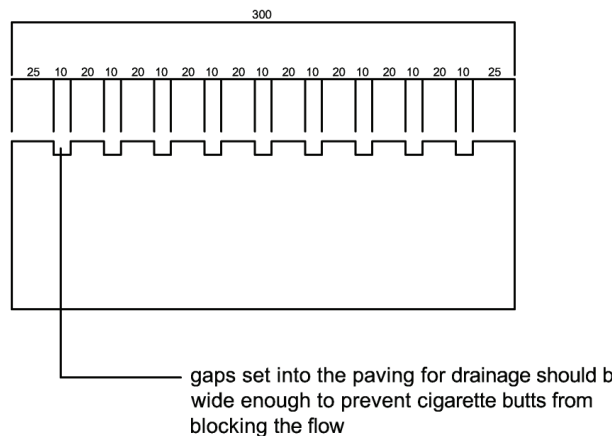 300
25 10 20 10 20 10 20 10 20 10 20 10 20 10 20 10 20 10 25
gaps set into the paving for drainage should b
wide enough to prevent cigarette butts from
blocking the flow